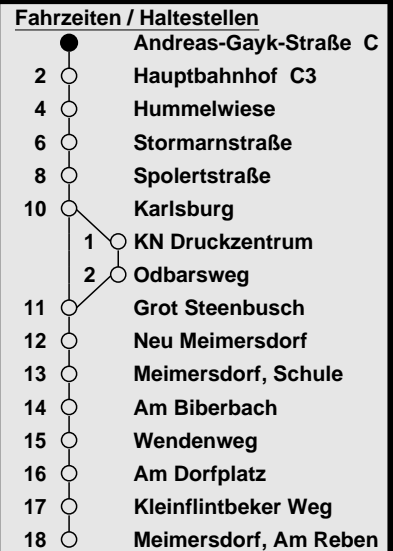 Fahrzeiten / Haltestellen
Andreas-Gayk-Straße C
2 Hauptbahnhof C3
4 Hummelwiese
6 Stormarnstraße
8 Spolertstraße
10 Karlsburg
1 KN Druckzentrum
2 Odbarsweg
11 Grot Steenbusch
12 Neu Meimersdorf
13 Meimersdorf, Schule
14 Am Biberbach
15 Wendenweg
16 Am Dorfplatz
17 Kleinflintbeker Weg
18 Meimersdorf, Am Reben